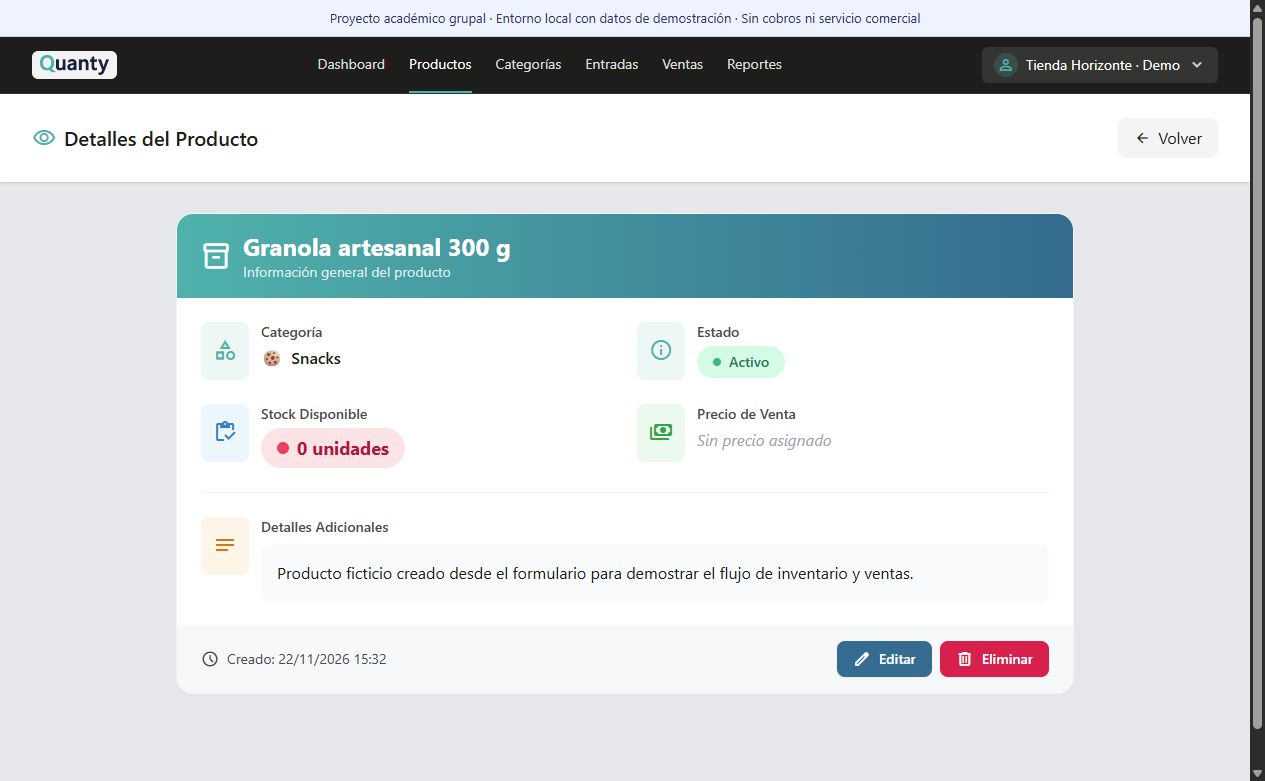 Proyecto académico grupal · Entorno local con datos de demostración · Sin cobros ni servicio comercial
Quanty
Dashboard
Productos
Categorías
Entradas
Ventas
Reportes
Tienda Horizonte · Demo
Detalles del Producto
Volver
Granola artesanal 300 g
Información general del producto
Categoría
Snacks
Estado
Activo
Stock Disponible
0 unidades
Precio de Venta
Sin precio asignado
Detalles Adicionales
Producto ficticio creado desde el formulario para demostrar el flujo de inventario y ventas.
Creado: 22/11/2026 15:32
Editar
Eliminar